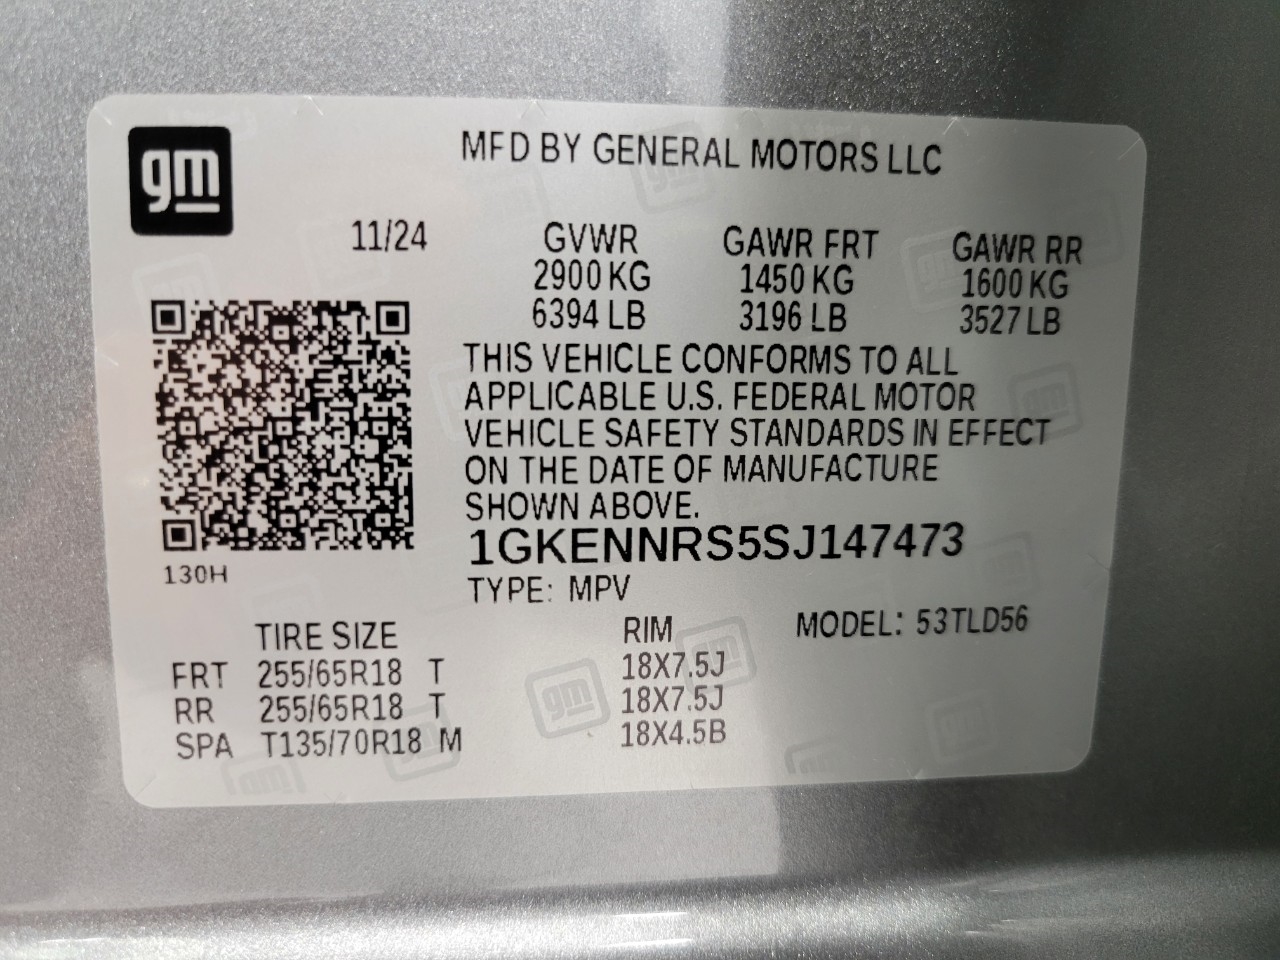 gm
MFD BY GENERAL MOTORS LLC
11/24
GVWR GAWR FRT GAWR RR
2900 KG 1450 KG 1600 KG
6394 LB 3196 LB 3527 LB
THIS VEHICLE CONFORMS TO ALL
APPLICABLE U.S. FEDERAL MOTOR
VEHICLE SAFETY STANDARDS IN EFFECT
ON THE DATE OF MANUFACTURE
SHOWN ABOVE.
1GKENNRS5SJ147473
130H
TYPE: MPV
MODEL: 53TLD56
TIRE SIZE RIM
FRT 255/65R18 T 18X7.5J
RR 255/65R18 T 18X7.5J
SPA T135/70R18 M 18X4.5B